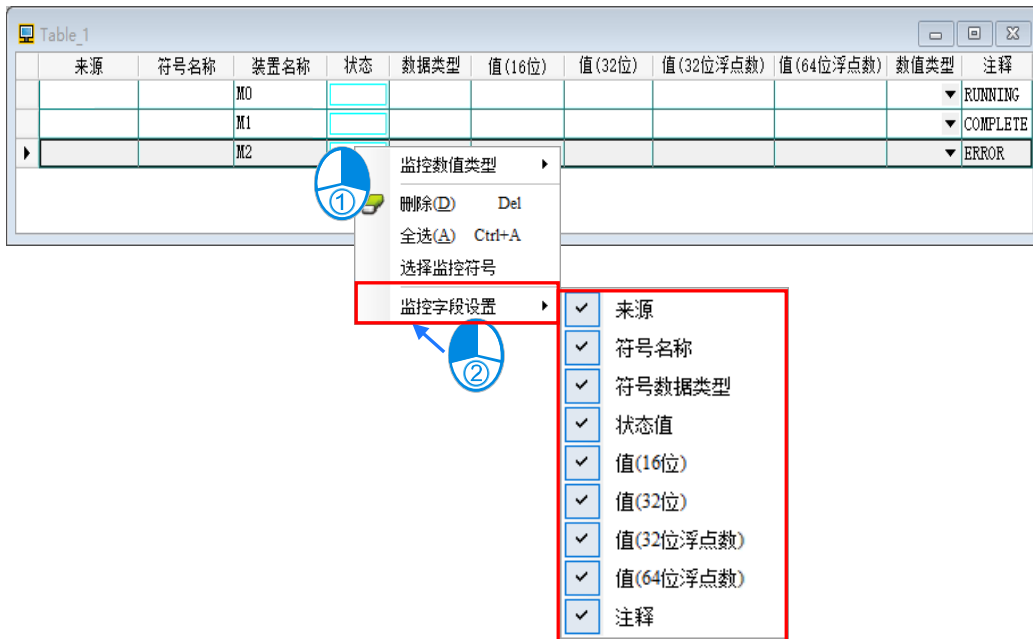 Table_1
来源 符号名称 装置名称 状态 数据类型 值(16位) 值(32位) 值(32位浮点数) 值(64位浮点数) 数值类型 注释
M0 RUNNING
M1 COMPLETE
M2 ERROR
监控数值类型
①
删除(D) Del
全选(A) Ctrl+A
选择监控符号
监控字段设置
②
来源
符号名称
符号数据类型
状态值
值(16位)
值(32位)
值(32位浮点数)
值(64位浮点数)
注释